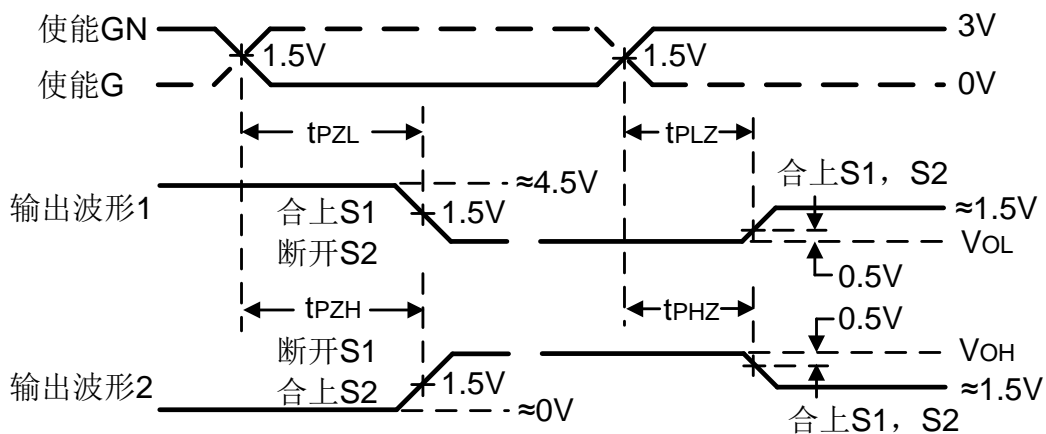 使能GN
1.5V
1.5V
3V
使能G
0V
tPZL
tPLZ
≈4.5V
合上S1，S2
输出波形1
合上S1
1.5V
≈1.5V
断开S2
VOL
0.5V
tPZH
tPHZ
0.5V
断开S1
VOH
输出波形2
合上S2
1.5V
≈1.5V
≈0V
合上S1，S2